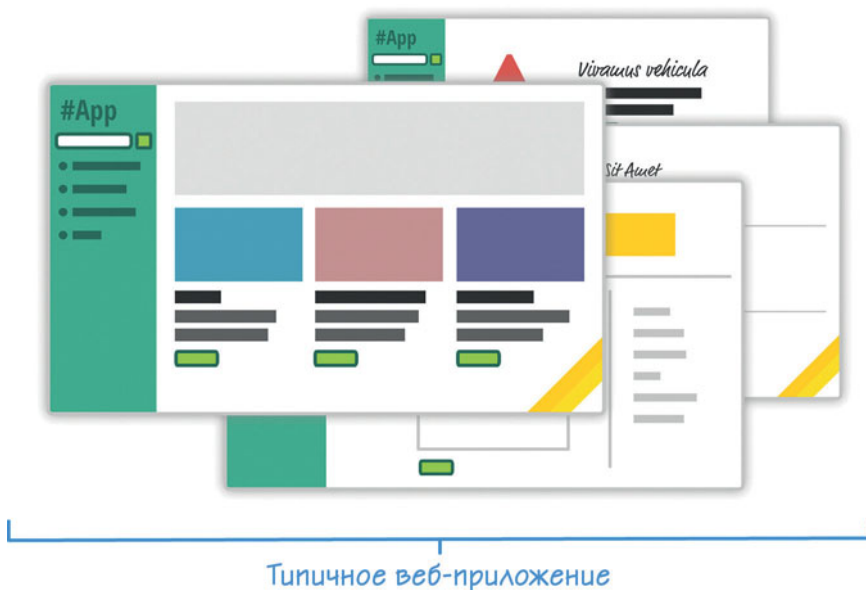 #App
Vivamus vehicula
#App
Sit Amet
Типичное веб-приложение